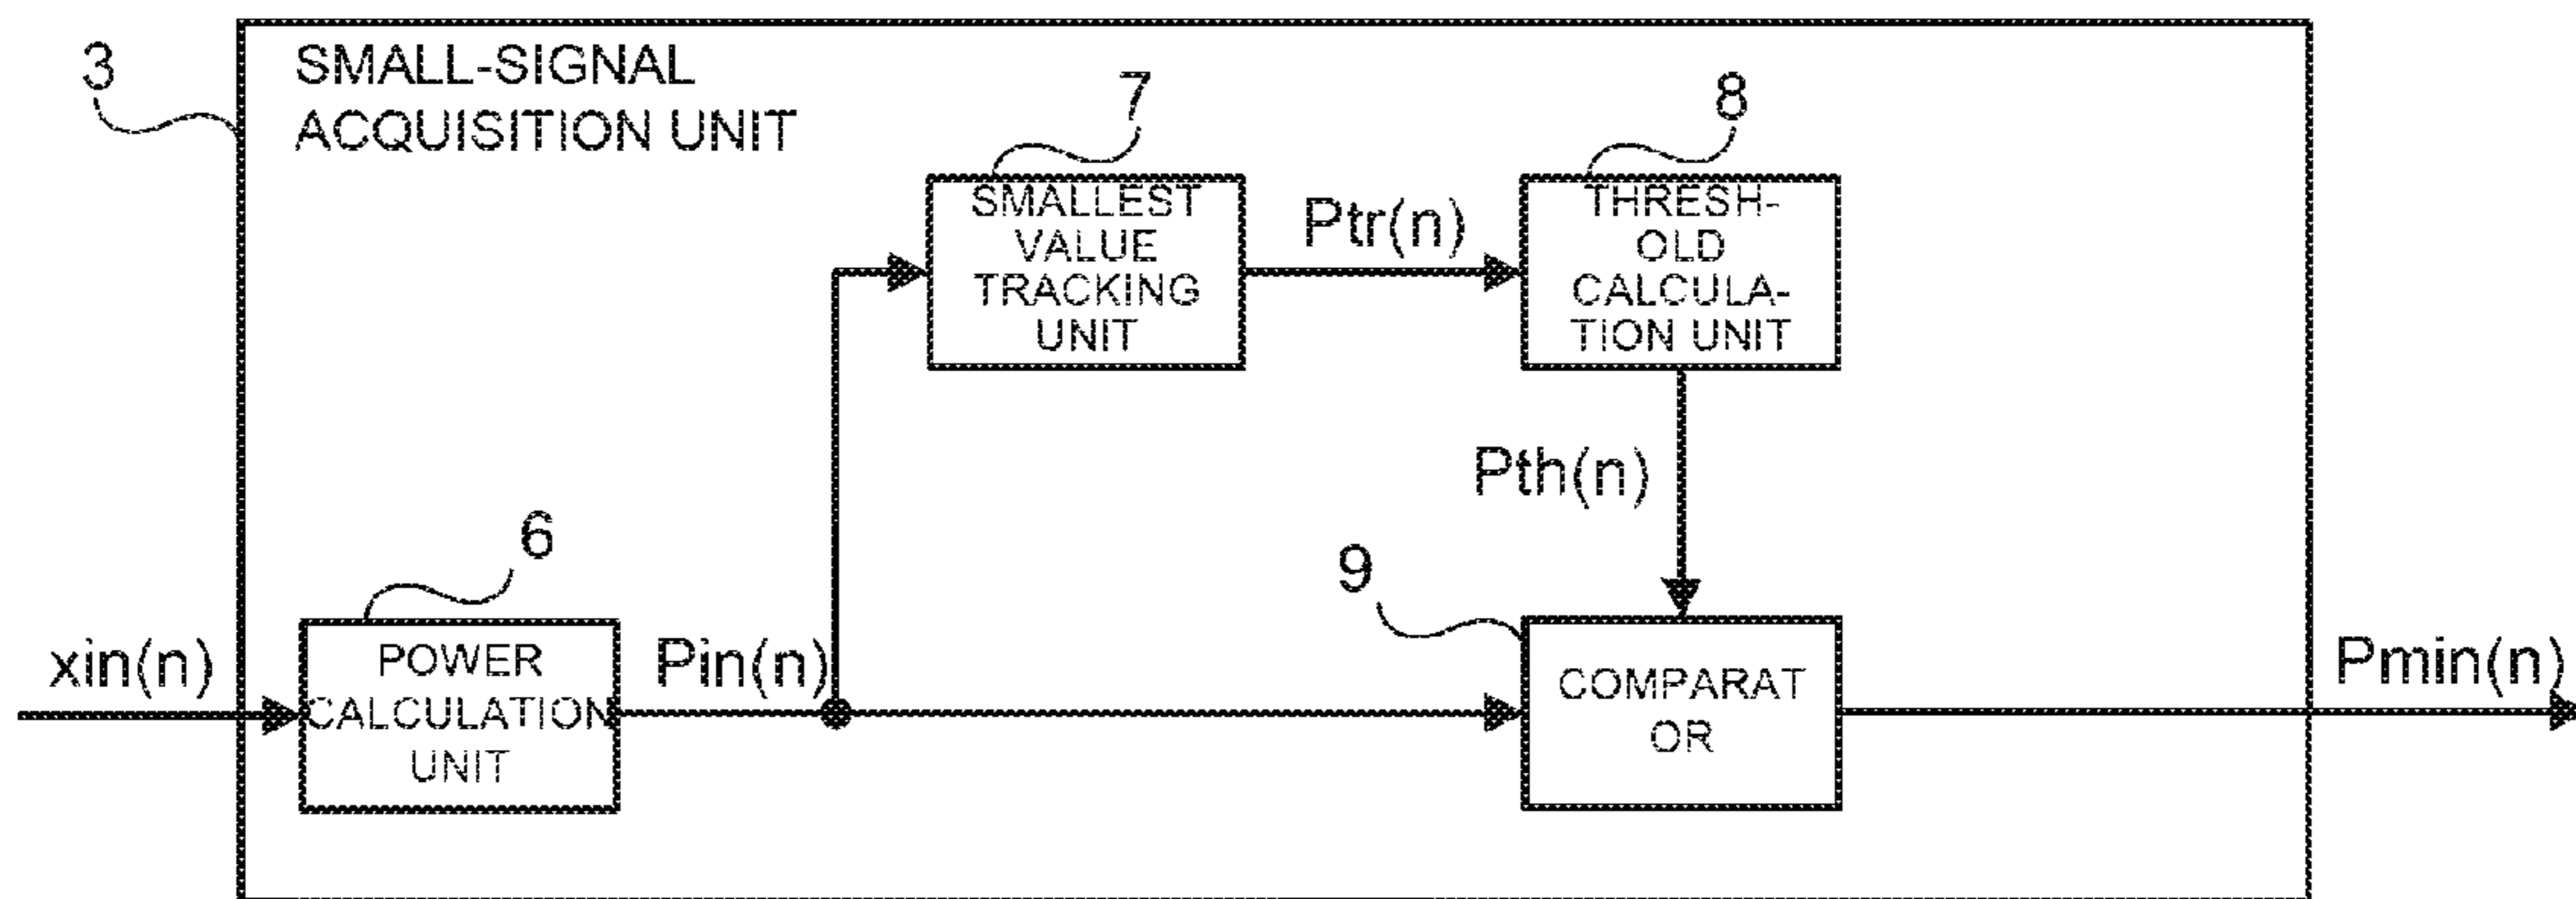 3
SMALL-SIGNAL
ACQUISITION UNIT
7
8
SMALLEST
VALUE
TRACKING
UNIT
Ptr(n)
THRESH-
OLD
CALCULA-
TION UNIT
Pth(n)
6
9
xin(n)
POWER
CALCULATION
UNIT
Pin(n)
COMPARAT
OR
Pmin(n)